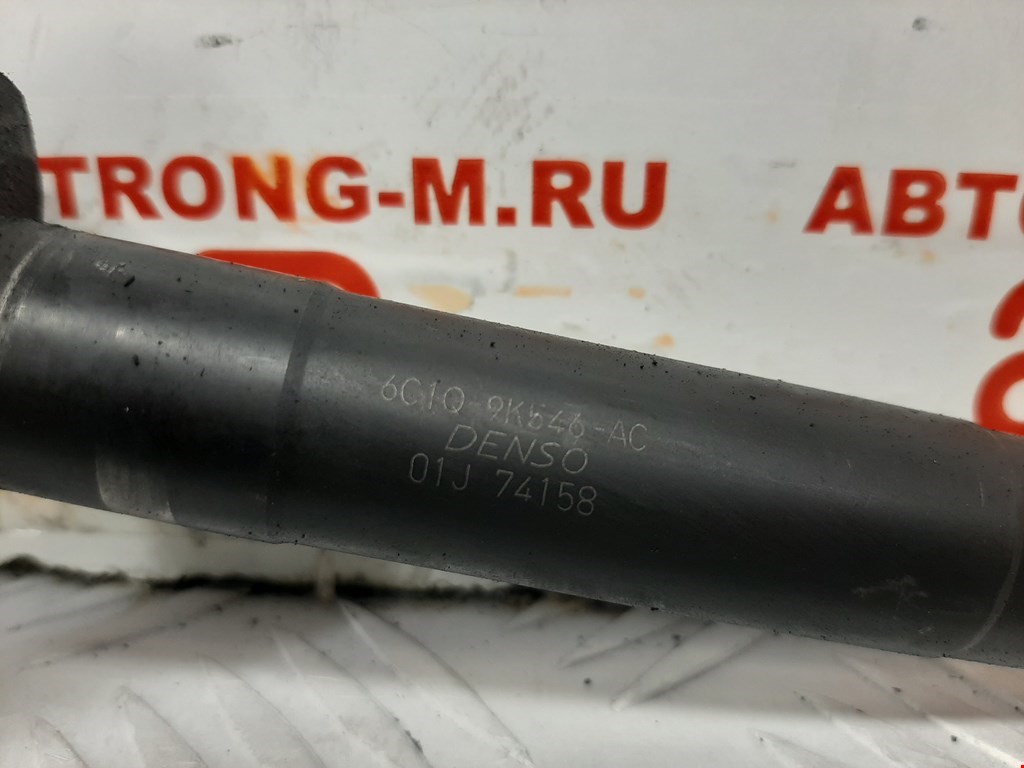 TRONG-M.RU АВТО
6C1Q-9K546-AC
DENSO
01J 74158